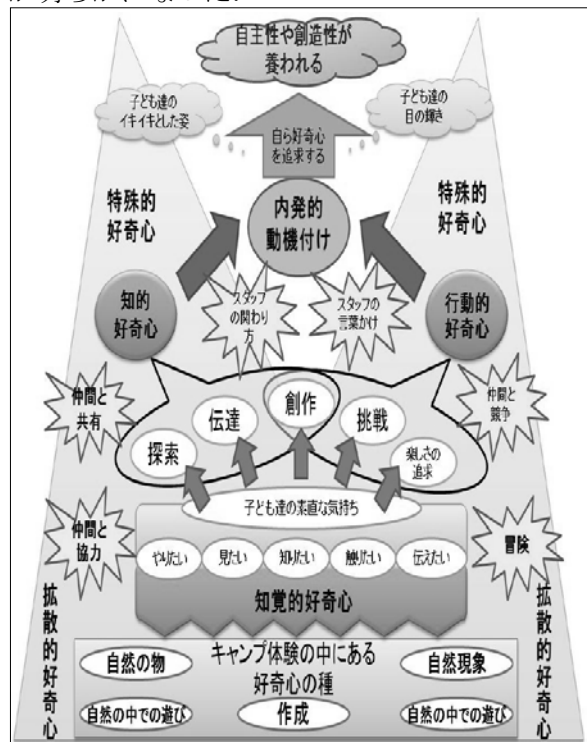 自主性や創造性が
養われる
子ども達の
イキイキとした姿
子ども達の
目の輝き
自ら好奇心
を追求する
特殊的
好奇心
特殊的
好奇心
内発的
動機付け
知的
好奇心
行動的
好奇心
スタッフ
の関わり
方
スタッフの
言葉かけ
仲間と
共有
仲間と
競争
探索
伝達
創作
挑戦
楽しさの
追求
子ども達の素直な気持ち
仲間と
協力
冒険
やりたい
見たい
知りたい
触りたい
伝えたい
知覚的好奇心
拡散的好奇心
拡散的好奇心
キャンプ体験の中にある
好奇心の種
自然の物
自然現象
自然の中での遊び
作成
自然の中での遊び